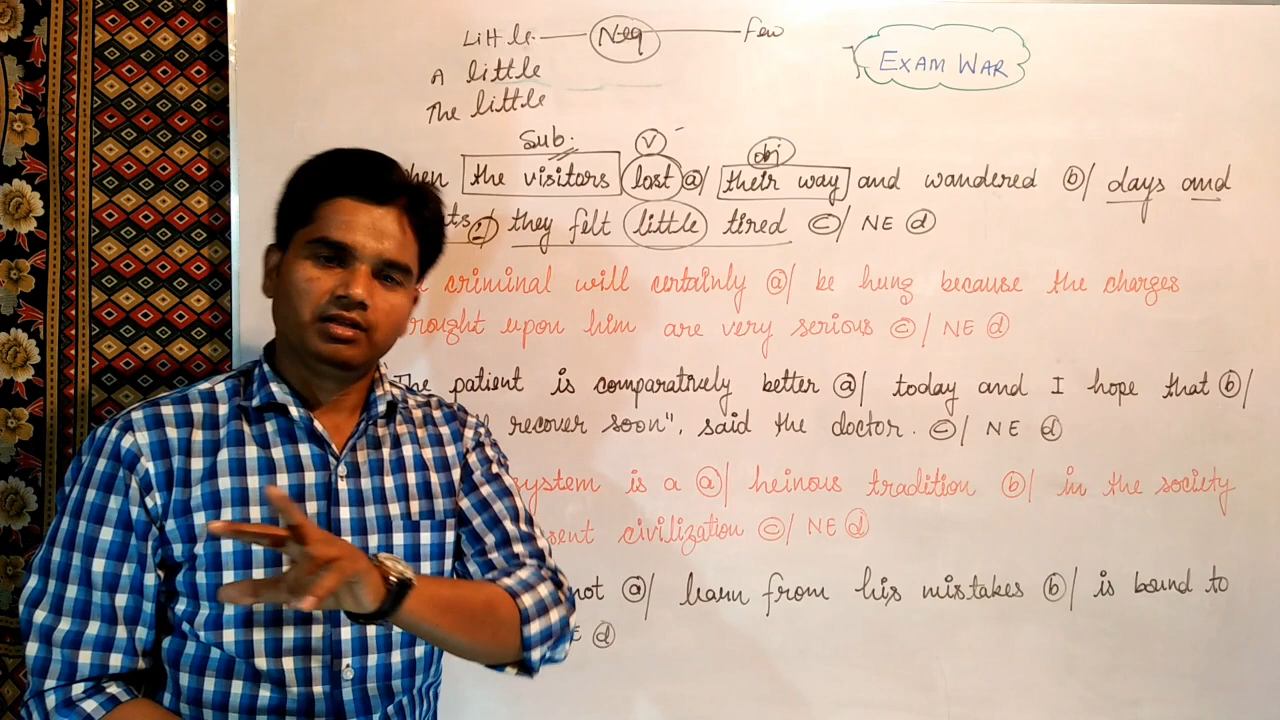 Little — Neg — Few
EXAM WAR
A little
The little
Sub. V obj
the visitors lost (a)/ their way and wandered (b)/ days and
they felt little tired (c)/ NE (d)
criminal will certainly (a)/ be hung because the charges
upon him are very serious (c)/ NE (d)
"The patient is comparatively better (a)/ today and I hope that (b)/
recover soon", said the doctor. (c)/ NE (d)
system is a (a)/ heinous tradition (b)/ in the society
civilization (c)/ NE (d)
not (a)/ learn from his mistakes (b)/ is bound to
(d)